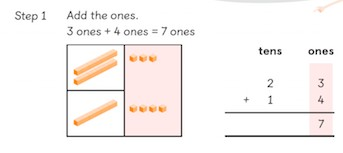 Step 1 Add the ones.
3 ones + 4 ones = 7 ones
tens ones
2 3
+ 1 4
7